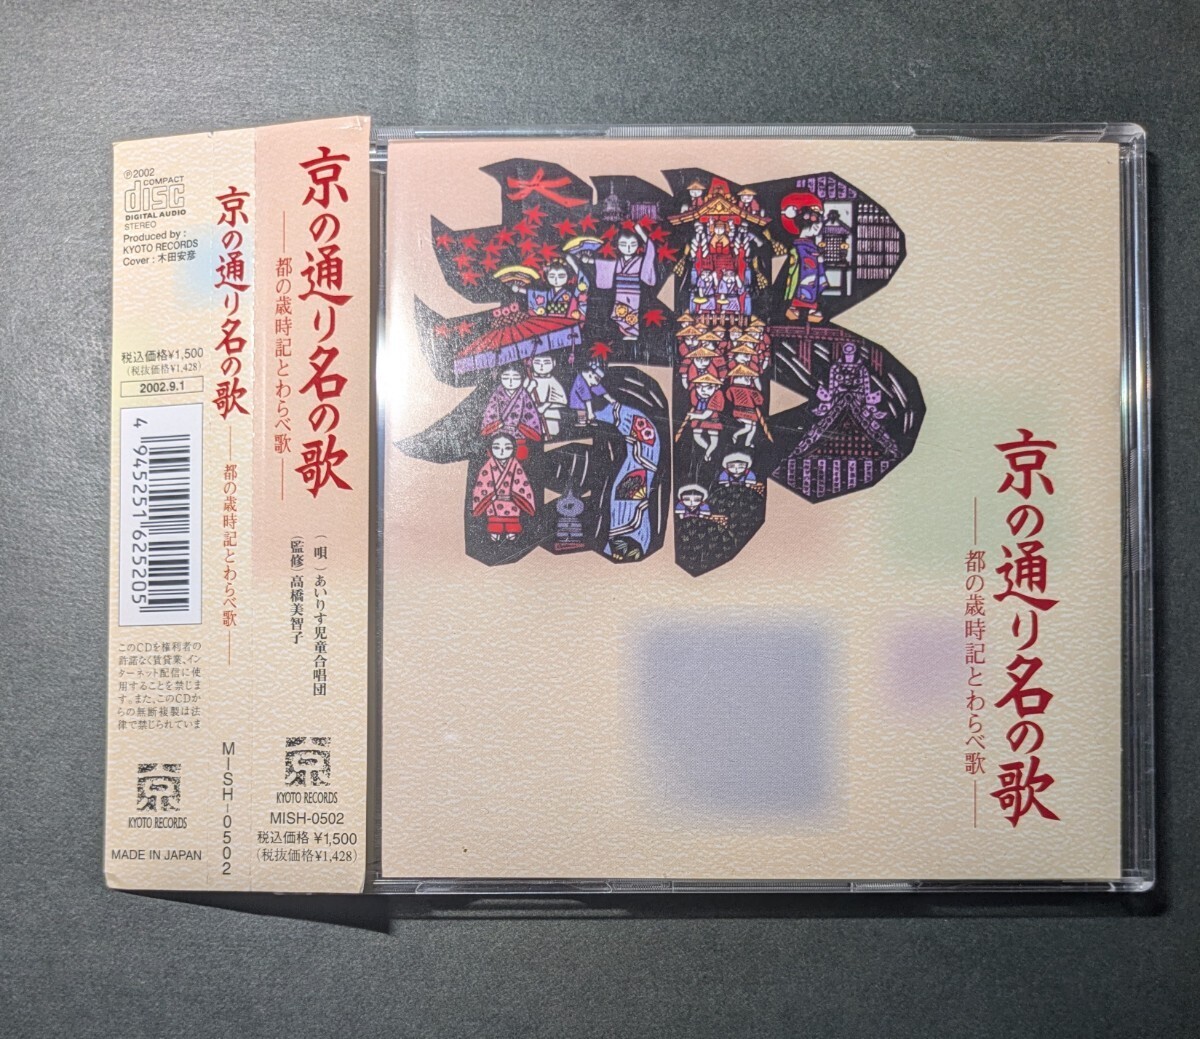 ℗2002
COMPACT
disc
DIGITAL AUDIO
STEREO
Produced by :
KYOTO RECORDS
Cover : 木田安彦
税込価格¥1,500
(税抜価格¥1,428)
2002.9.1
4945251625205
このCDを権利者の
許諾なく賃貸業、イン
ターネット配信に使
用することを禁じま
す。また、このCDか
らの無断複製は法
律で禁じられていま
京
KYOTO RECORDS
MADE IN JAPAN
京の通り名の歌
都の歳時記とわらべ歌
MISH-0502
京の通り名の歌
都の歳時記とわらべ歌
(唄)あいりす児童合唱団
(監修)高橋美智子
京
KYOTO RECORDS
MISH-0502
税込価格 ¥1,500
(税抜価格¥1,428)
都
大
京の通り名の歌
都の歳時記とわらべ歌